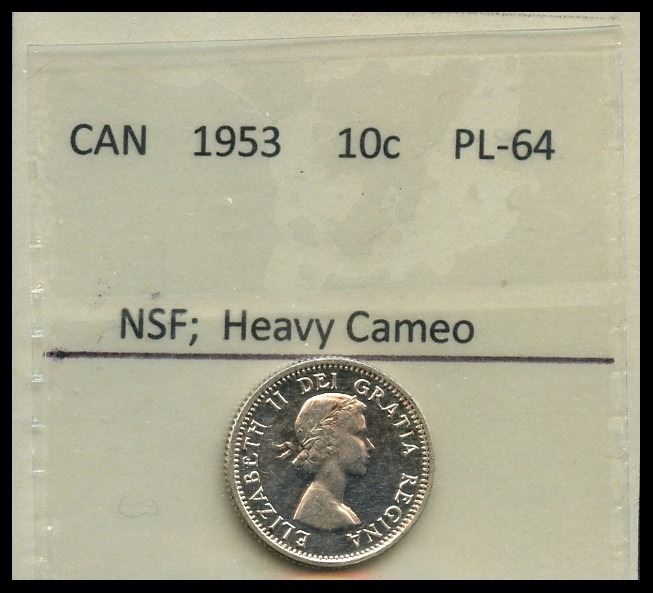 CAN 1953 10c PL-64
NSF; Heavy Cameo
ELIZABETH II DEI GRATIA REGINA